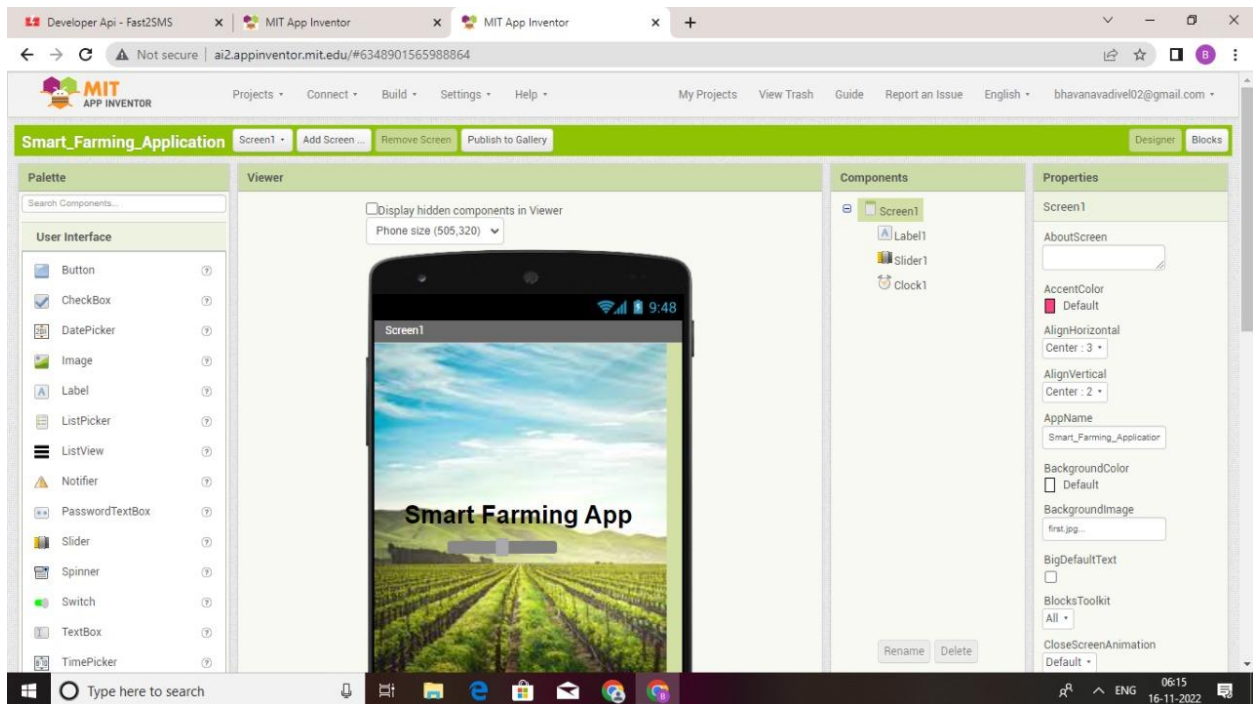 Developer Api - Fast2SMS
MIT App Inventor
MIT App Inventor
Not secure | ai2.appinventor.mit.edu/#6348901565988864
B
MIT
APP INVENTOR
Projects
Connect
Build
Settings
Help
My Projects
View Trash
Guide
Report an Issue
English
bhavanavadivel02@gmail.com
Smart_Farming_Application
Screen1
Add Screen ...
Remove Screen
Publish to Gallery
Designer
Blocks
Palette
Search Components...
User Interface
Button
CheckBox
DatePicker
Image
Label
ListPicker
ListView
Notifier
PasswordTextBox
Slider
Spinner
Switch
TextBox
TimePicker
Viewer
Display hidden components in Viewer
Phone size (505,320)
9:48
Screen1
Smart Farming App
Components
Screen1
Label1
Slider1
Clock1
Rename
Delete
Properties
Screen1
AboutScreen
AccentColor
Default
AlignHorizontal
Center : 3
AlignVertical
Center : 2
AppName
Smart_Farming_Application
BackgroundColor
Default
BackgroundImage
first.jpg...
BigDefaultText
BlocksToolkit
All
CloseScreenAnimation
Default
Type here to search
ENG
06:15
16-11-2022